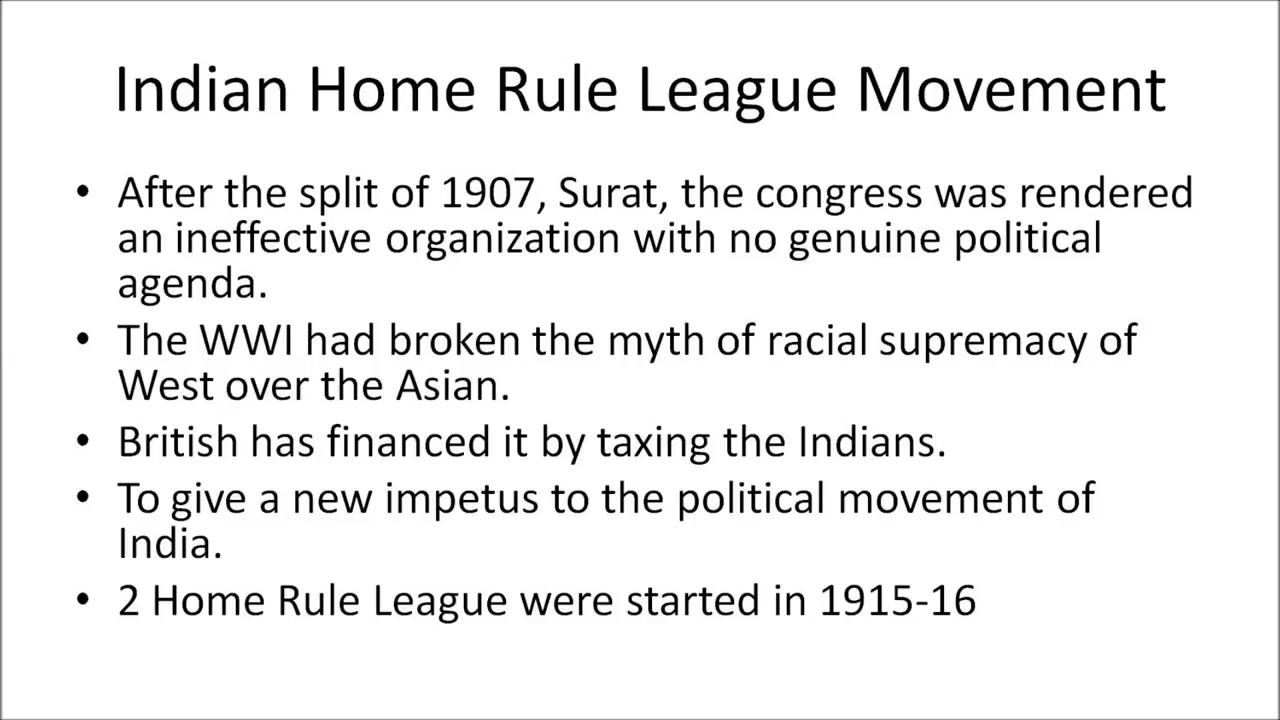 Indian Home Rule League Movement
• After the split of 1907, Surat, the congress was rendered
an ineffective organization with no genuine political
agenda.
• The WWI had broken the myth of racial supremacy of
West over the Asian.
• British has financed it by taxing the Indians.
• To give a new impetus to the political movement of
India.
• 2 Home Rule League were started in 1915-16